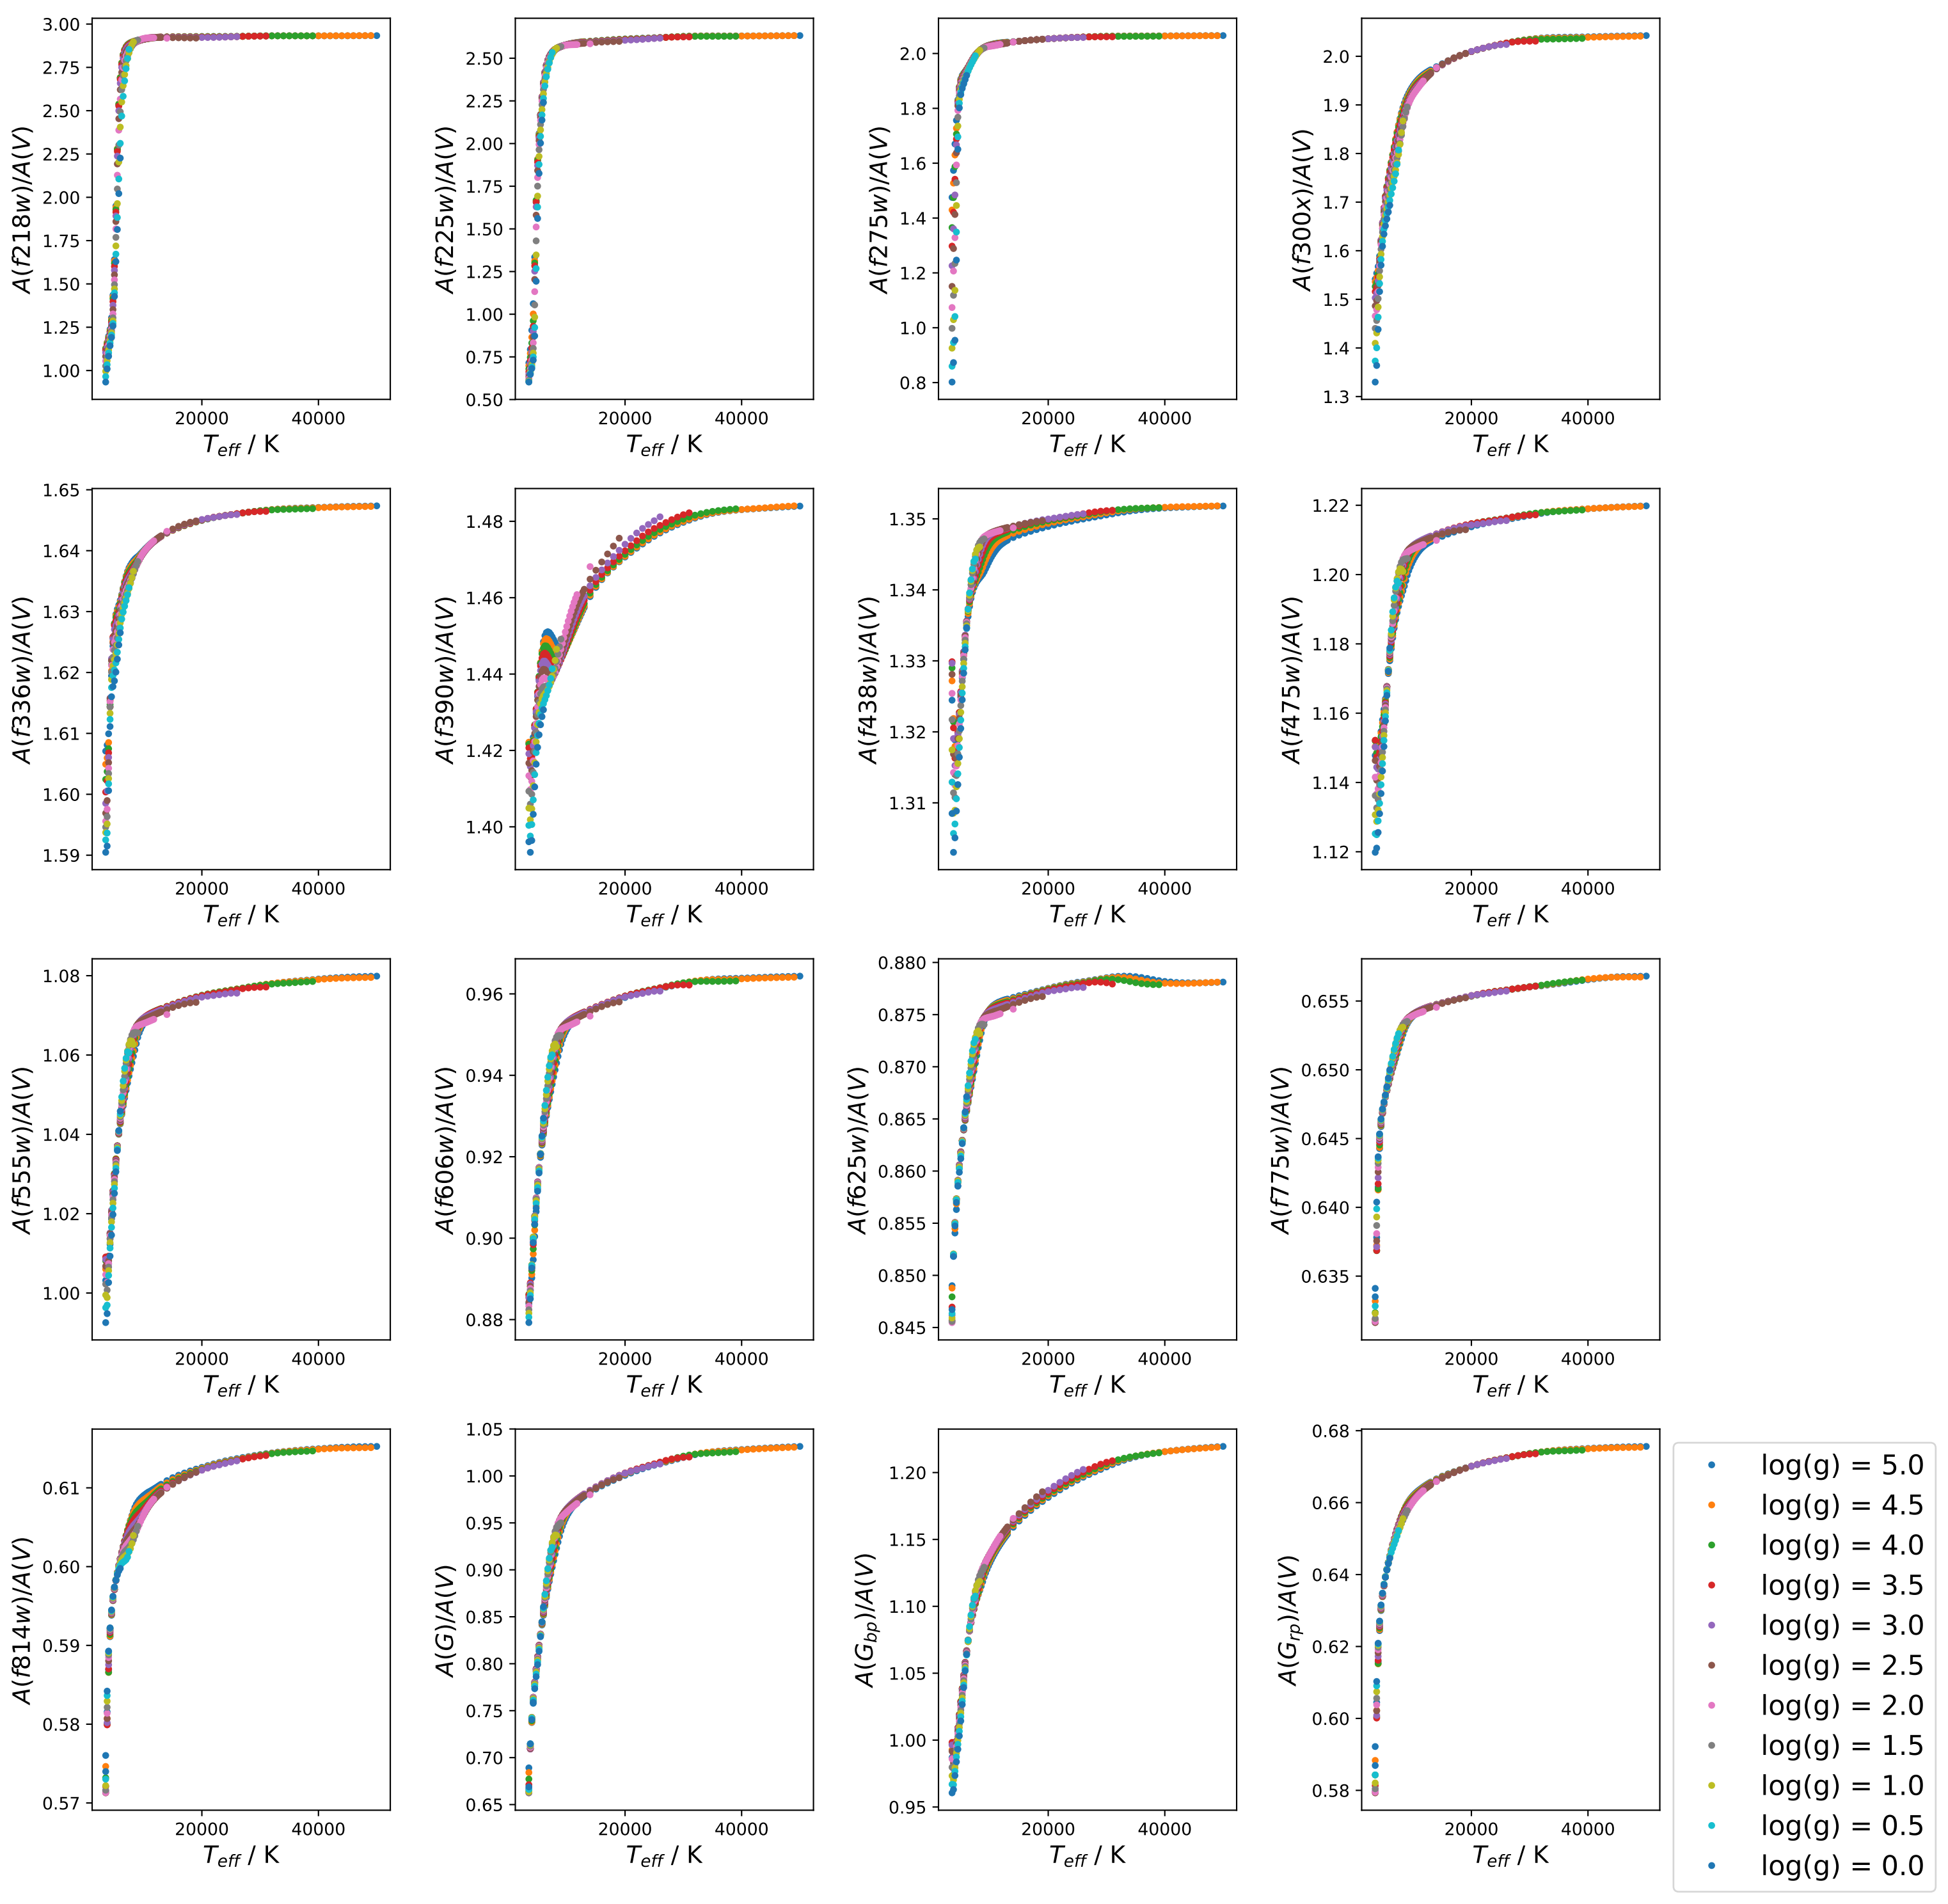 3.00
2.75
2.50
2.25
2.00
1.75
1.50
1.25
1.00
A(f218w)/A(V)
20000 40000
T_eff / K
2.50
2.25
2.00
1.75
1.50
1.25
1.00
0.75
0.50
A(f225w)/A(V)
20000 40000
T_eff / K
2.0
1.8
1.6
1.4
1.2
1.0
0.8
A(f275w)/A(V)
20000 40000
T_eff / K
2.0
1.9
1.8
1.7
1.6
1.5
1.4
1.3
A(f300x)/A(V)
20000 40000
T_eff / K
1.65
1.64
1.63
1.62
1.61
1.60
1.59
A(f336w)/A(V)
20000 40000
T_eff / K
1.48
1.46
1.44
1.42
1.40
A(f390w)/A(V)
20000 40000
T_eff / K
1.35
1.34
1.33
1.32
1.31
A(f438w)/A(V)
20000 40000
T_eff / K
1.22
1.20
1.18
1.16
1.14
1.12
A(f475w)/A(V)
20000 40000
T_eff / K
1.08
1.06
1.04
1.02
1.00
A(f555w)/A(V)
20000 40000
T_eff / K
0.96
0.94
0.92
0.90
0.88
A(f606w)/A(V)
20000 40000
T_eff / K
0.880
0.875
0.870
0.865
0.860
0.855
0.850
0.845
A(f625w)/A(V)
20000 40000
T_eff / K
0.655
0.650
0.645
0.640
0.635
A(f775w)/A(V)
20000 40000
T_eff / K
0.61
0.60
0.59
0.58
0.57
A(f814w)/A(V)
20000 40000
T_eff / K
1.05
1.00
0.95
0.90
0.85
0.80
0.75
0.70
0.65
A(G)/A(V)
20000 40000
T_eff / K
1.20
1.15
1.10
1.05
1.00
0.95
A(G_bp)/A(V)
20000 40000
T_eff / K
0.68
0.66
0.64
0.62
0.60
0.58
A(G_rp)/A(V)
20000 40000
T_eff / K
log(g) = 5.0
log(g) = 4.5
log(g) = 4.0
log(g) = 3.5
log(g) = 3.0
log(g) = 2.5
log(g) = 2.0
log(g) = 1.5
log(g) = 1.0
log(g) = 0.5
log(g) = 0.0